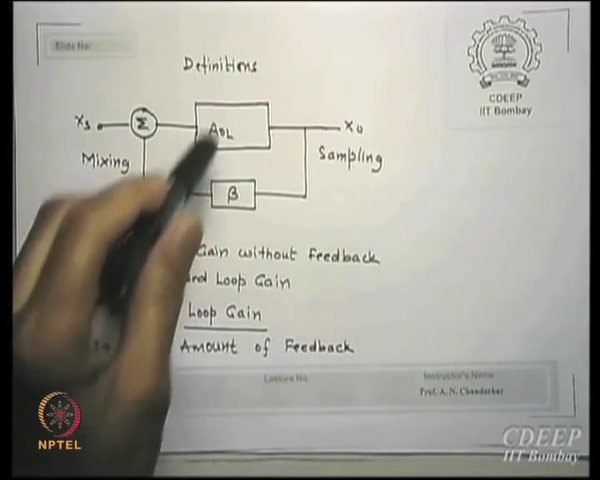 Slide No:
CDEEP
IIT Bombay
Definitions
Xs
Σ
AOL
Xo
Mixing
Sampling
β
Gain without Feedback
Loop Gain
Loop Gain
Amount of Feedback
Lecture No.
Instructor's Name
Prof. A. N. Chandorkar
NPTEL
CDEEP
IIT Bombay